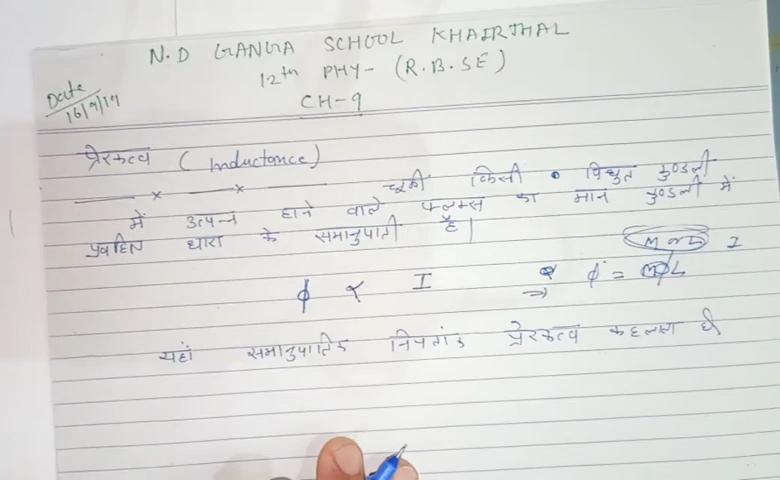 N.D GANGA SCHOOL KHAIRTHAL
12th PHY- (R.B.SE)
Date
16/9/19
CH-9
प्रेरकत्व (Inductance)
चूकी किसी विधुत कुण्डली
में उत्पन्न होने वाले फ्लक्स का मान कुण्डली में
प्रवाहित धारा के समानुपाती है।
ϕ ∝ I
⇒ ϕ = M or L I
यहां समानुपातिक नियतांक प्रेरकत्व कहलाता है